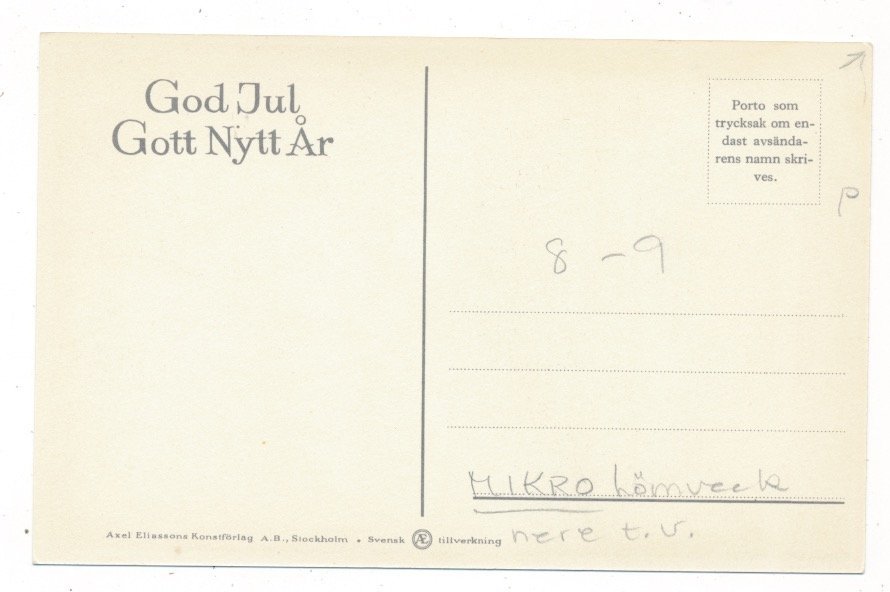 God Jul
Gott Nytt År
Porto som
trycksak om en-
dast avsända-
rens namn skri-
ves.
P
8 - 9
MIKRO hörnveck
nere t.v.
Axel Eliassons Konstförlag A.B., Stockholm • Svensk Æ tillverkning